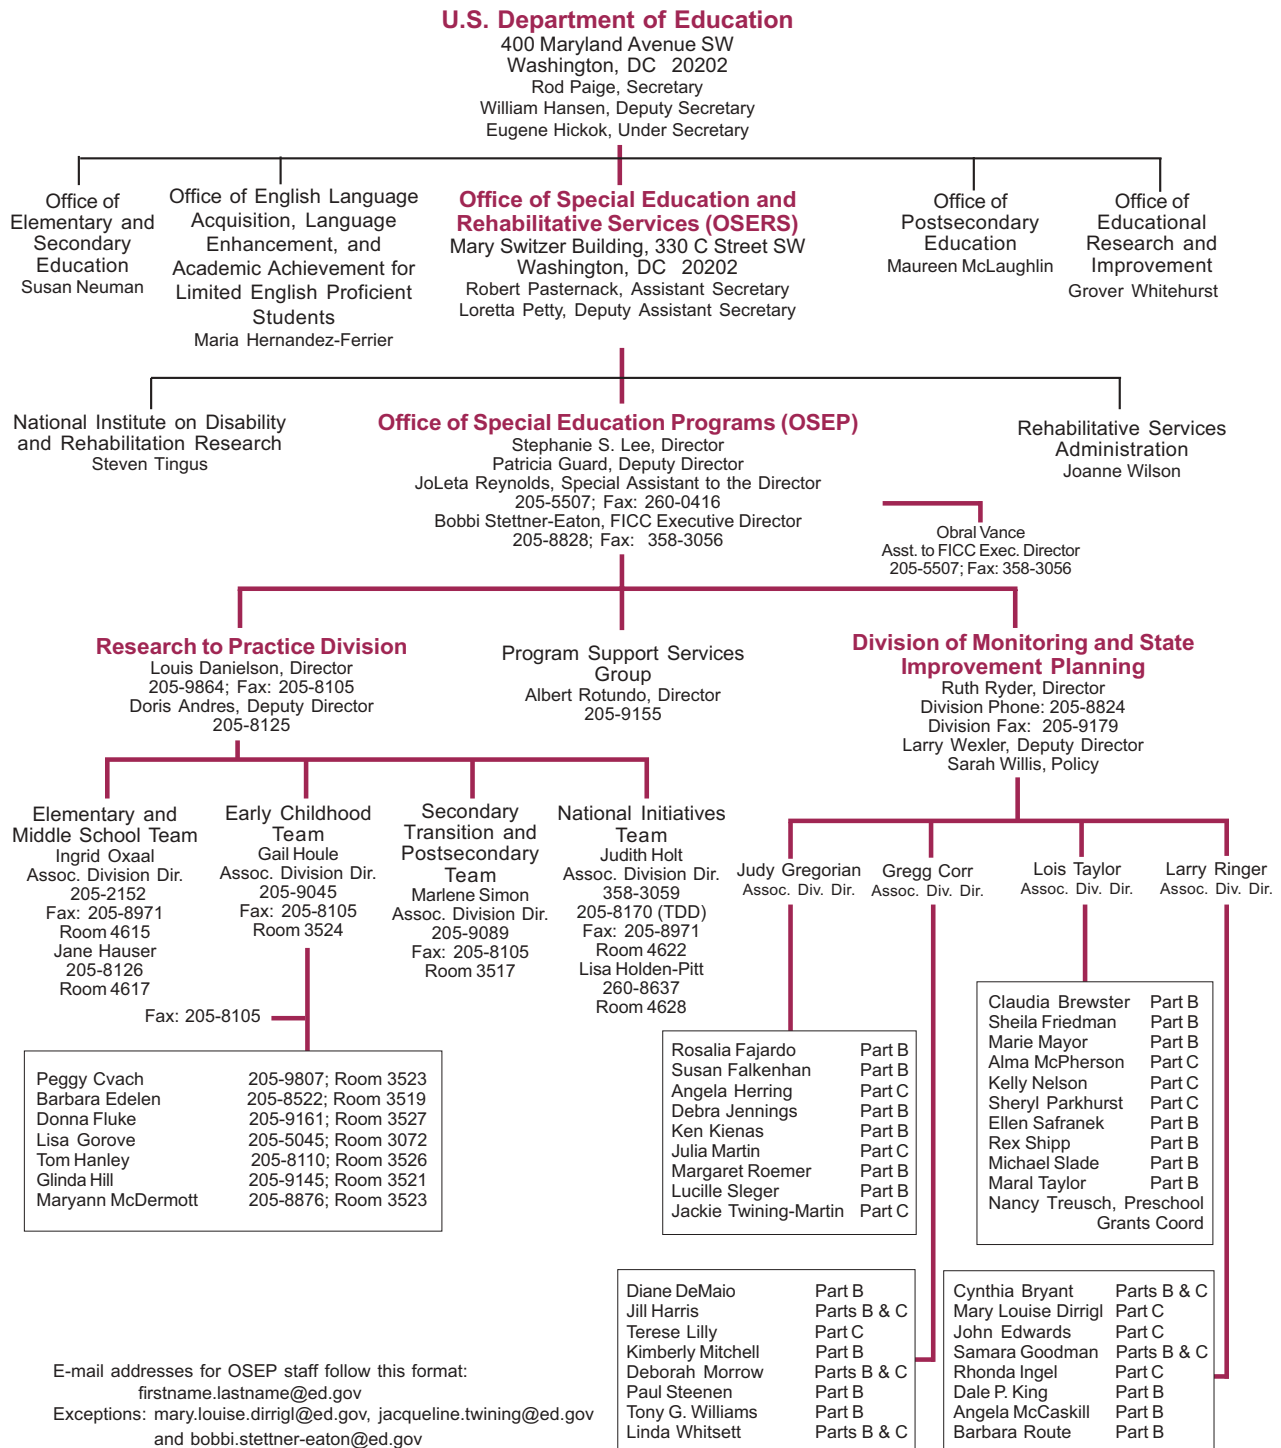 U.S. Department of Education
400 Maryland Avenue SW
Washington, DC 20202
Rod Paige, Secretary
William Hansen, Deputy Secretary
Eugene Hickok, Under Secretary
Office of
Elementary and
Secondary
Education
Susan Neuman
Office of English Language
Acquisition, Language
Enhancement, and
Academic Achievement for
Limited English Proficient
Students
Maria Hernandez-Ferrier
Office of Special Education and
Rehabilitative Services (OSERS)
Mary Switzer Building, 330 C Street SW
Washington, DC 20202
Robert Pasternack, Assistant Secretary
Loretta Petty, Deputy Assistant Secretary
Office of
Postsecondary
Education
Maureen McLaughlin
Office of
Educational
Research and
Improvement
Grover Whitehurst
National Institute on Disability
and Rehabilitation Research
Steven Tingus
Office of Special Education Programs (OSEP)
Stephanie S. Lee, Director
Patricia Guard, Deputy Director
JoLeta Reynolds, Special Assistant to the Director
205-5507; Fax: 260-0416
Bobbi Stettner-Eaton, FICC Executive Director
205-8828; Fax: 358-3056
Rehabilitative Services
Administration
Joanne Wilson
Obral Vance
Asst. to FICC Exec. Director
205-5507; Fax: 358-3056
Research to Practice Division
Louis Danielson, Director
205-9864; Fax: 205-8105
Doris Andres, Deputy Director
205-8125
Program Support Services
Group
Albert Rotundo, Director
205-9155
Division of Monitoring and State
Improvement Planning
Ruth Ryder, Director
Division Phone: 205-8824
Division Fax: 205-9179
Larry Wexler, Deputy Director
Sarah Willis, Policy
Elementary and
Middle School Team
Ingrid Oxaal
Assoc. Division Dir.
205-2152
Fax: 205-8971
Room 4615
Jane Hauser
205-8126
Room 4617
Early Childhood
Team
Gail Houle
Assoc. Division Dir.
205-9045
Fax: 205-8105
Room 3524
Secondary
Transition and
Postsecondary
Team
Marlene Simon
Assoc. Division Dir.
205-9089
Fax: 205-8105
Room 3517
National Initiatives
Team
Judith Holt
Assoc. Division Dir.
358-3059
205-8170 (TDD)
Fax: 205-8971
Room 4622
Lisa Holden-Pitt
260-8637
Room 4628
Judy Gregorian
Assoc. Div. Dir.
Gregg Corr
Assoc. Div. Dir.
Lois Taylor
Assoc. Div. Dir.
Larry Ringer
Assoc. Div. Dir.
Fax: 205-8105
Peggy Cvach 205-9807; Room 3523
Barbara Edelen 205-8522; Room 3519
Donna Fluke 205-9161; Room 3527
Lisa Gorove 205-5045; Room 3072
Tom Hanley 205-8110; Room 3526
Glinda Hill 205-9145; Room 3521
Maryann McDermott 205-8876; Room 3523
Rosalia Fajardo Part B
Susan Falkenhan Part B
Angela Herring Part C
Debra Jennings Part B
Ken Kienas Part B
Julia Martin Part C
Margaret Roemer Part B
Lucille Sleger Part B
Jackie Twining-Martin Part C
Claudia Brewster Part B
Sheila Friedman Part B
Marie Mayor Part B
Alma McPherson Part C
Kelly Nelson Part C
Sheryl Parkhurst Part C
Ellen Safranek Part B
Rex Shipp Part B
Michael Slade Part B
Maral Taylor Part B
Nancy Treusch, Preschool
Grants Coord
Diane DeMaio Part B
Jill Harris Parts B & C
Terese Lilly Part C
Kimberly Mitchell Part B
Deborah Morrow Parts B & C
Paul Steenen Part B
Tony G. Williams Part B
Linda Whitsett Parts B & C
Cynthia Bryant Parts B & C
Mary Louise Dirrigl Part C
John Edwards Part C
Samara Goodman Parts B & C
Rhonda Ingel Part C
Dale P. King Part B
Angela McCaskill Part B
Barbara Route Part B
E-mail addresses for OSEP staff follow this format:
firstname.lastname@ed.gov
Exceptions: mary.louise.dirrigl@ed.gov, jacqueline.twining@ed.gov
and bobbi.stettner-eaton@ed.gov